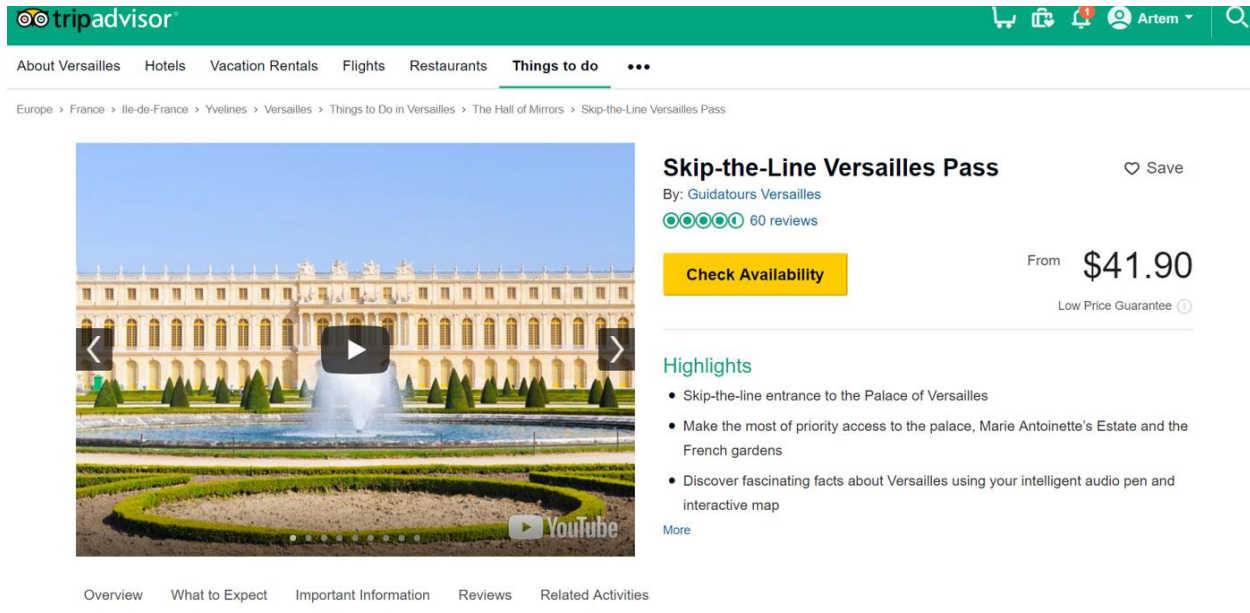 tripadvisor
1
Artem
About Versailles Hotels Vacation Rentals Flights Restaurants Things to do •••
Europe > France > Ile-de-France > Yvelines > Versailles > Things to Do in Versailles > The Hall of Mirrors > Skip-the-Line Versailles Pass
Skip-the-Line Versailles Pass
Save
By: Guidatours Versailles
60 reviews
Check Availability
From $41.90
Low Price Guarantee
Highlights
• Skip-the-line entrance to the Palace of Versailles
• Make the most of priority access to the palace, Marie Antoinette's Estate and the
French gardens
• Discover fascinating facts about Versailles using your intelligent audio pen and
interactive map
More
YouTube
Overview What to Expect Important Information Reviews Related Activities